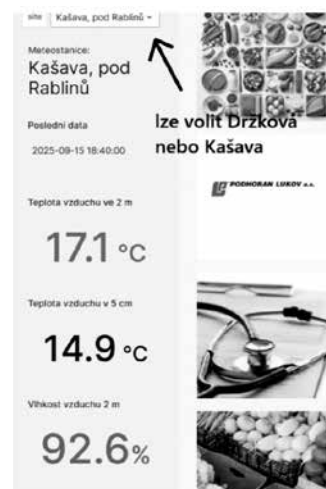 site Kašava, pod Rablinů
Meteostanice:
Kašava, pod
Rablinů
Poslední data
2025-09-15 18:40:00
lze volit Držková
nebo Kašava
PODHORAN LUKOV a.s.
Teplota vzduchu ve 2 m
17.1 °C
Teplota vzduchu v 5 cm
14.9 °C
Vlhkost vzduchu 2 m
92.6%